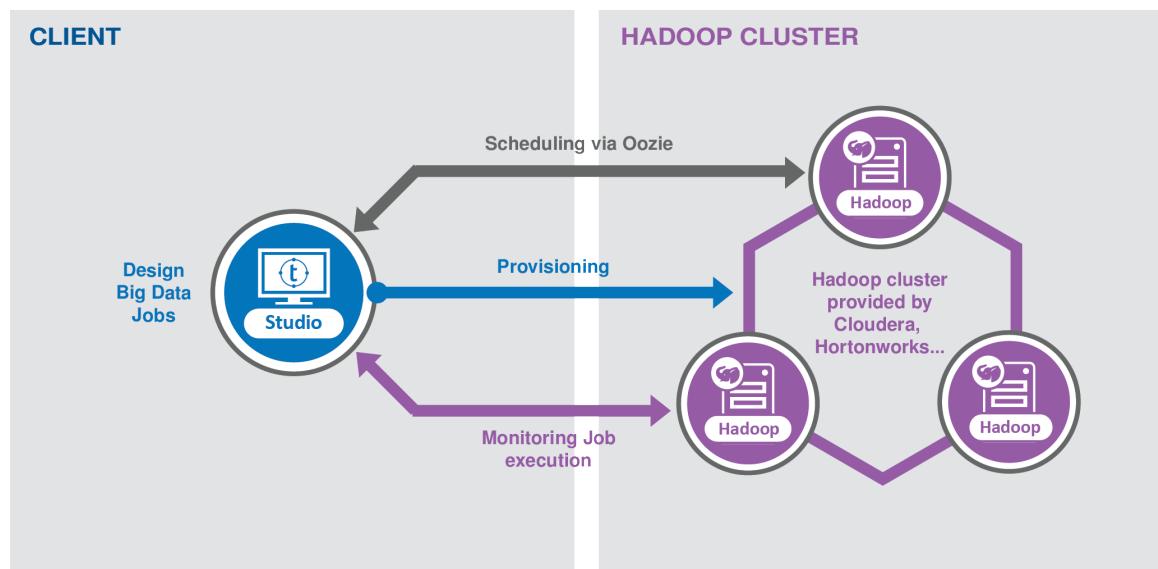 CLIENT
HADOOP CLUSTER
Scheduling via Oozie
Hadoop
Design
Big Data
Jobs
t
Studio
Provisioning
Hadoop cluster
provided by
Cloudera,
Hortonworks...
Monitoring Job
execution
Hadoop
Hadoop